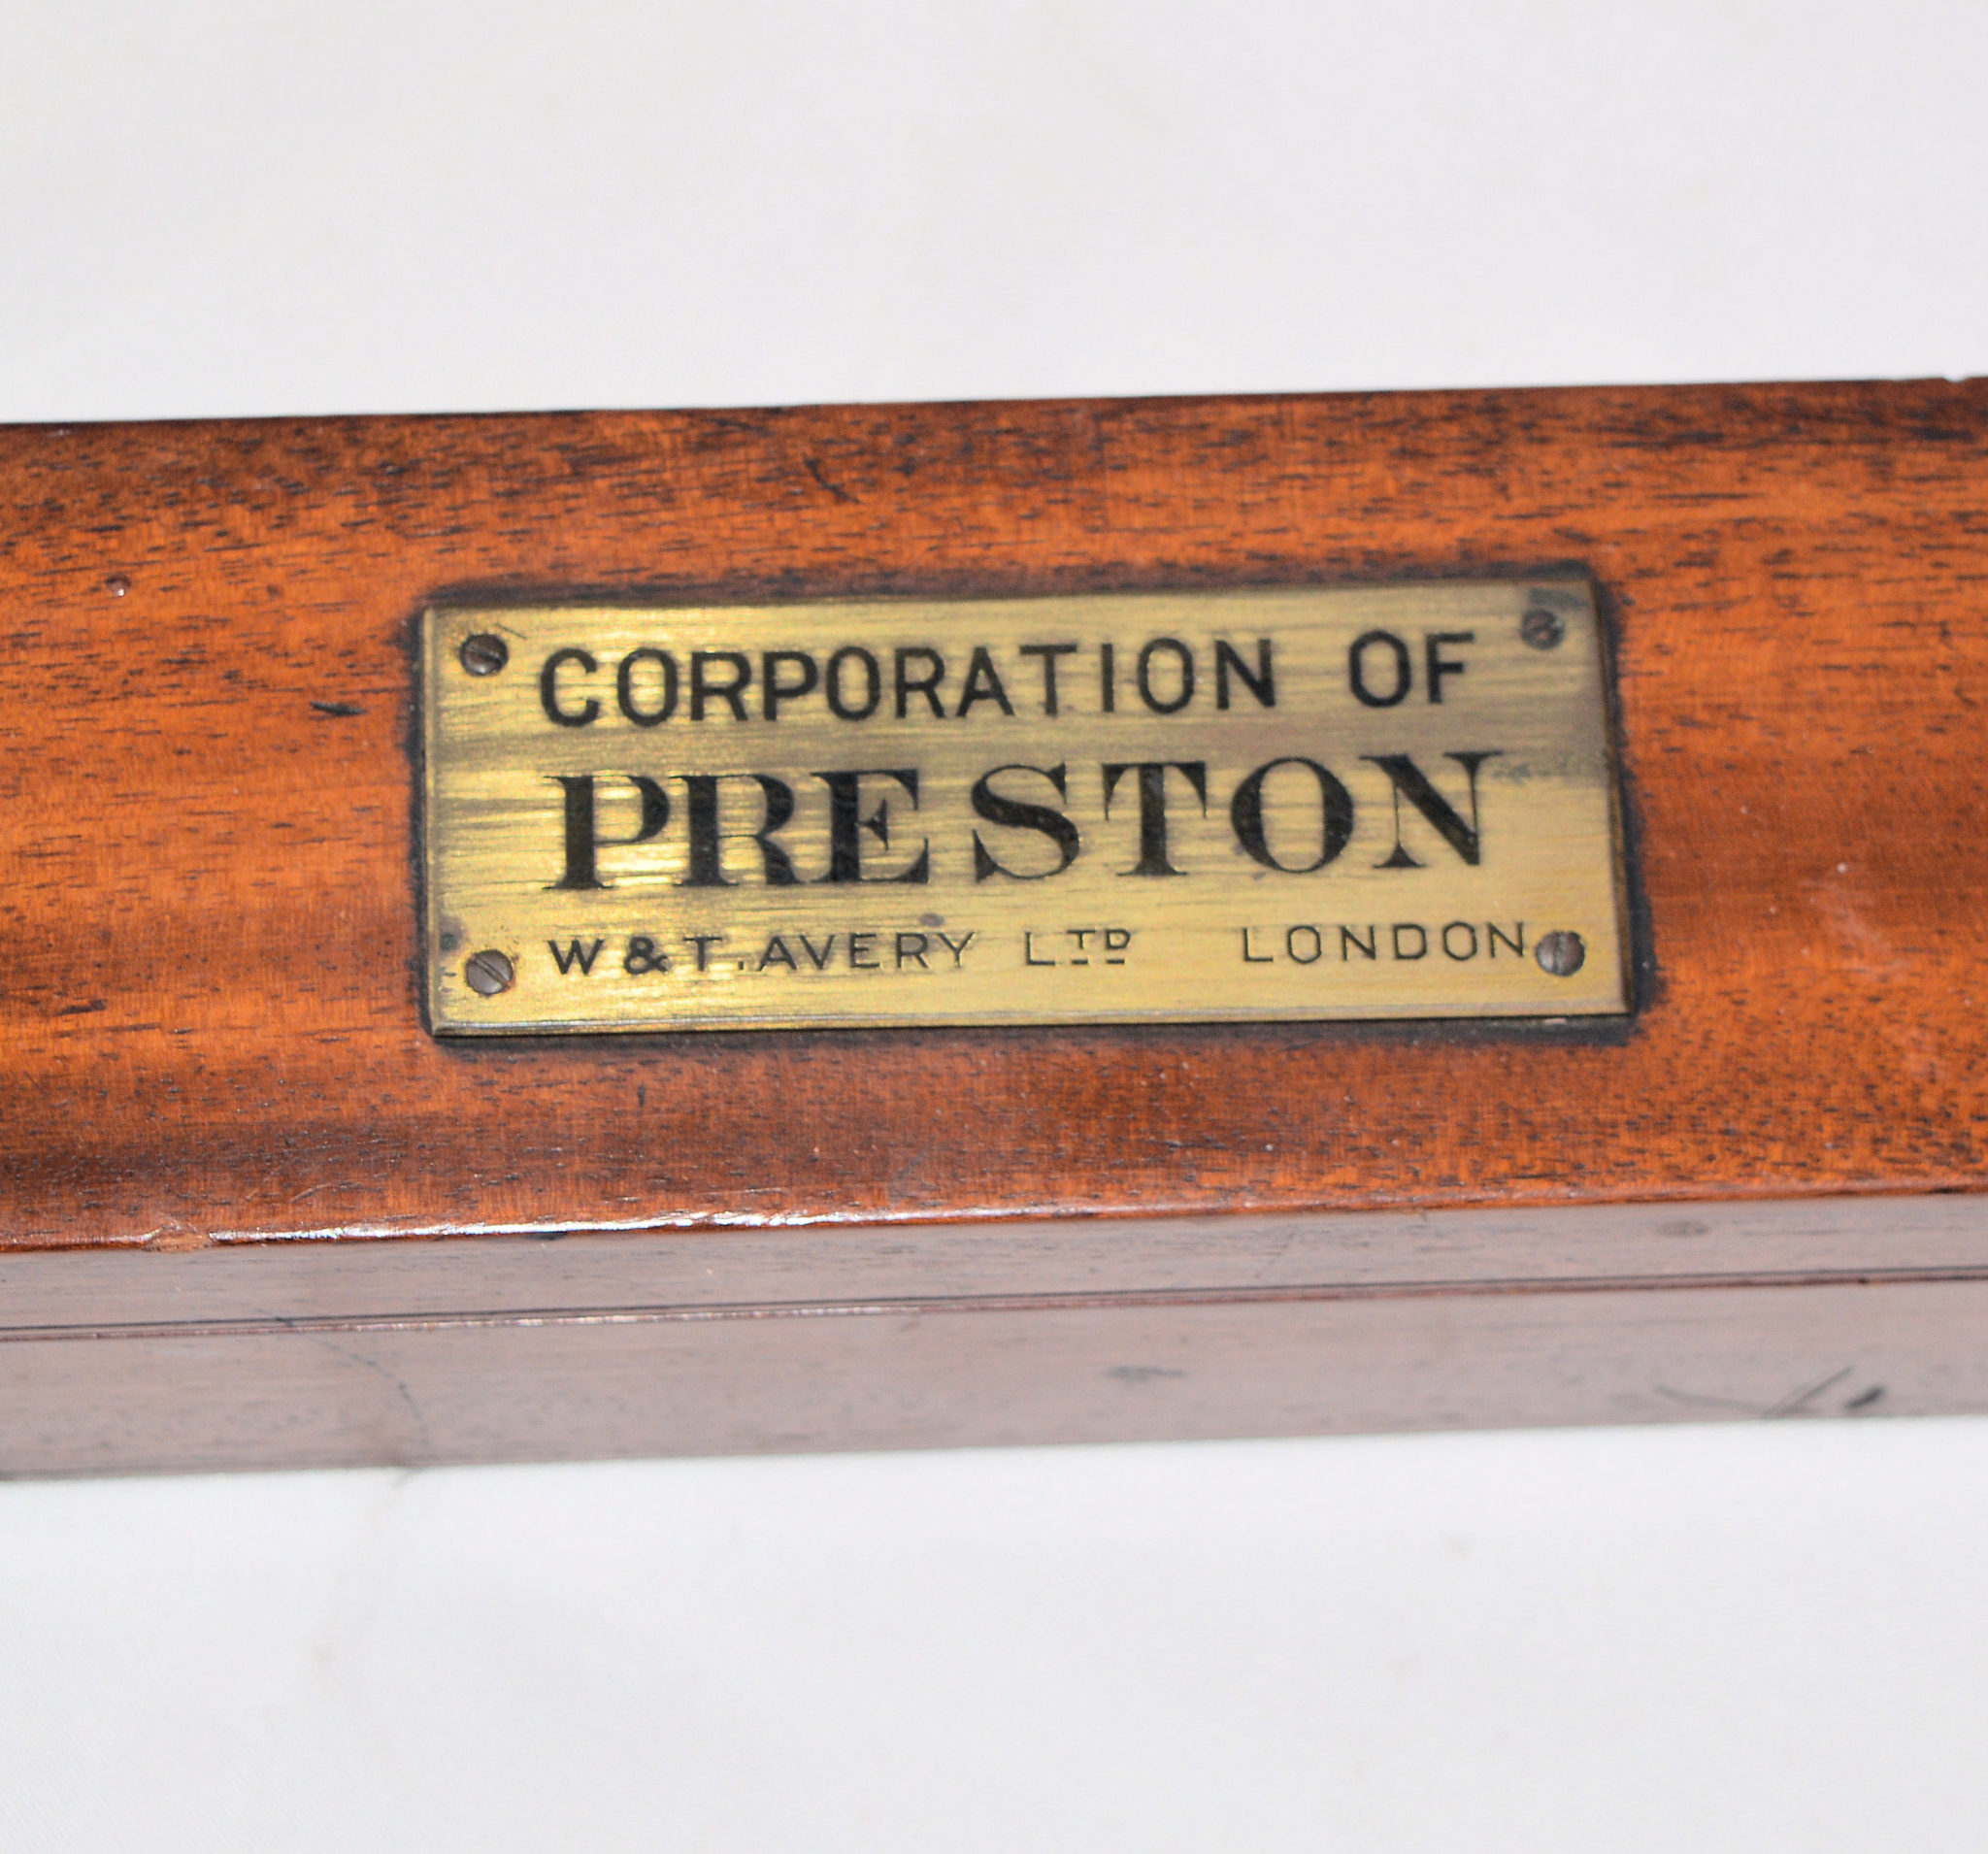 CORPORATION OF
PRESTON
W & T. AVERY LTD LONDON